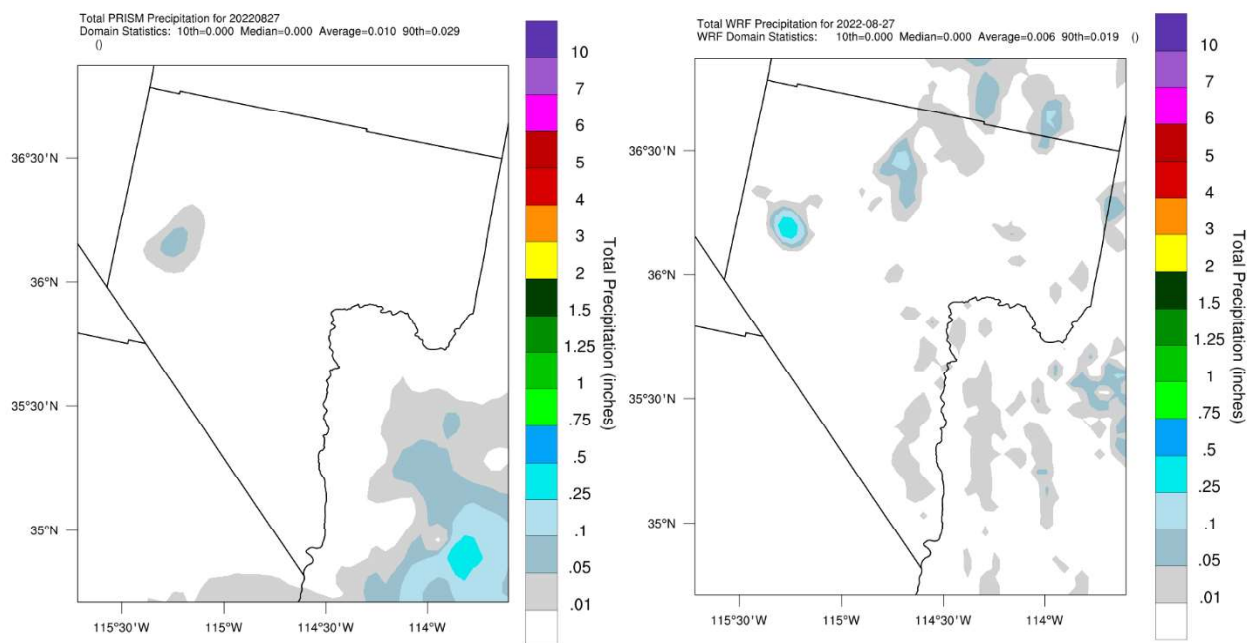 Total PRISM Precipitation for 20220827
Domain Statistics: 10th=0.000 Median=0.000 Average=0.010 90th=0.029
()
36°30'N
36°N
35°30'N
35°N
115°30'W
115°W
114°30'W
114°W
10
7
6
5
4
3
2
1.5
1.25
1
.75
.5
.25
.1
.05
.01
Total Precipitation (inches)
Total WRF Precipitation for 2022-08-27
WRF Domain Statistics: 10th=0.000 Median=0.000 Average=0.006 90th=0.019 ()
36°30'N
36°N
35°30'N
35°N
115°30'W
115°W
114°30'W
114°W
10
7
6
5
4
3
2
1.5
1.25
1
.75
.5
.25
.1
.05
.01
Total Precipitation (inches)